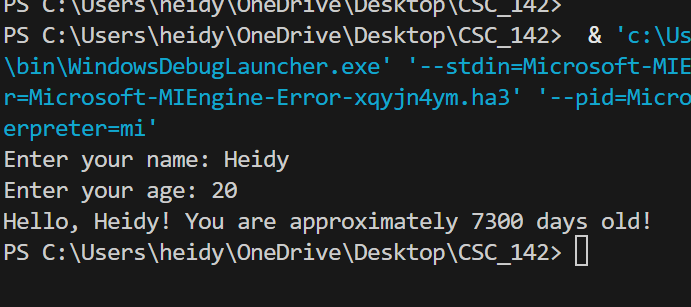 PS C:\Users\heidy\OneDrive\Desktop\CSC_142>
PS C:\Users\heidy\OneDrive\Desktop\CSC_142>  & 'c:\Us
\bin\WindowsDebugLauncher.exe' '--stdin=Microsoft-MIE
r=Microsoft-MIEngine-Error-xqyjn4ym.ha3' '--pid=Micro
erpreter=mi'
Enter your name: Heidy
Enter your age: 20
Hello, Heidy! You are approximately 7300 days old!
PS C:\Users\heidy\OneDrive\Desktop\CSC_142>